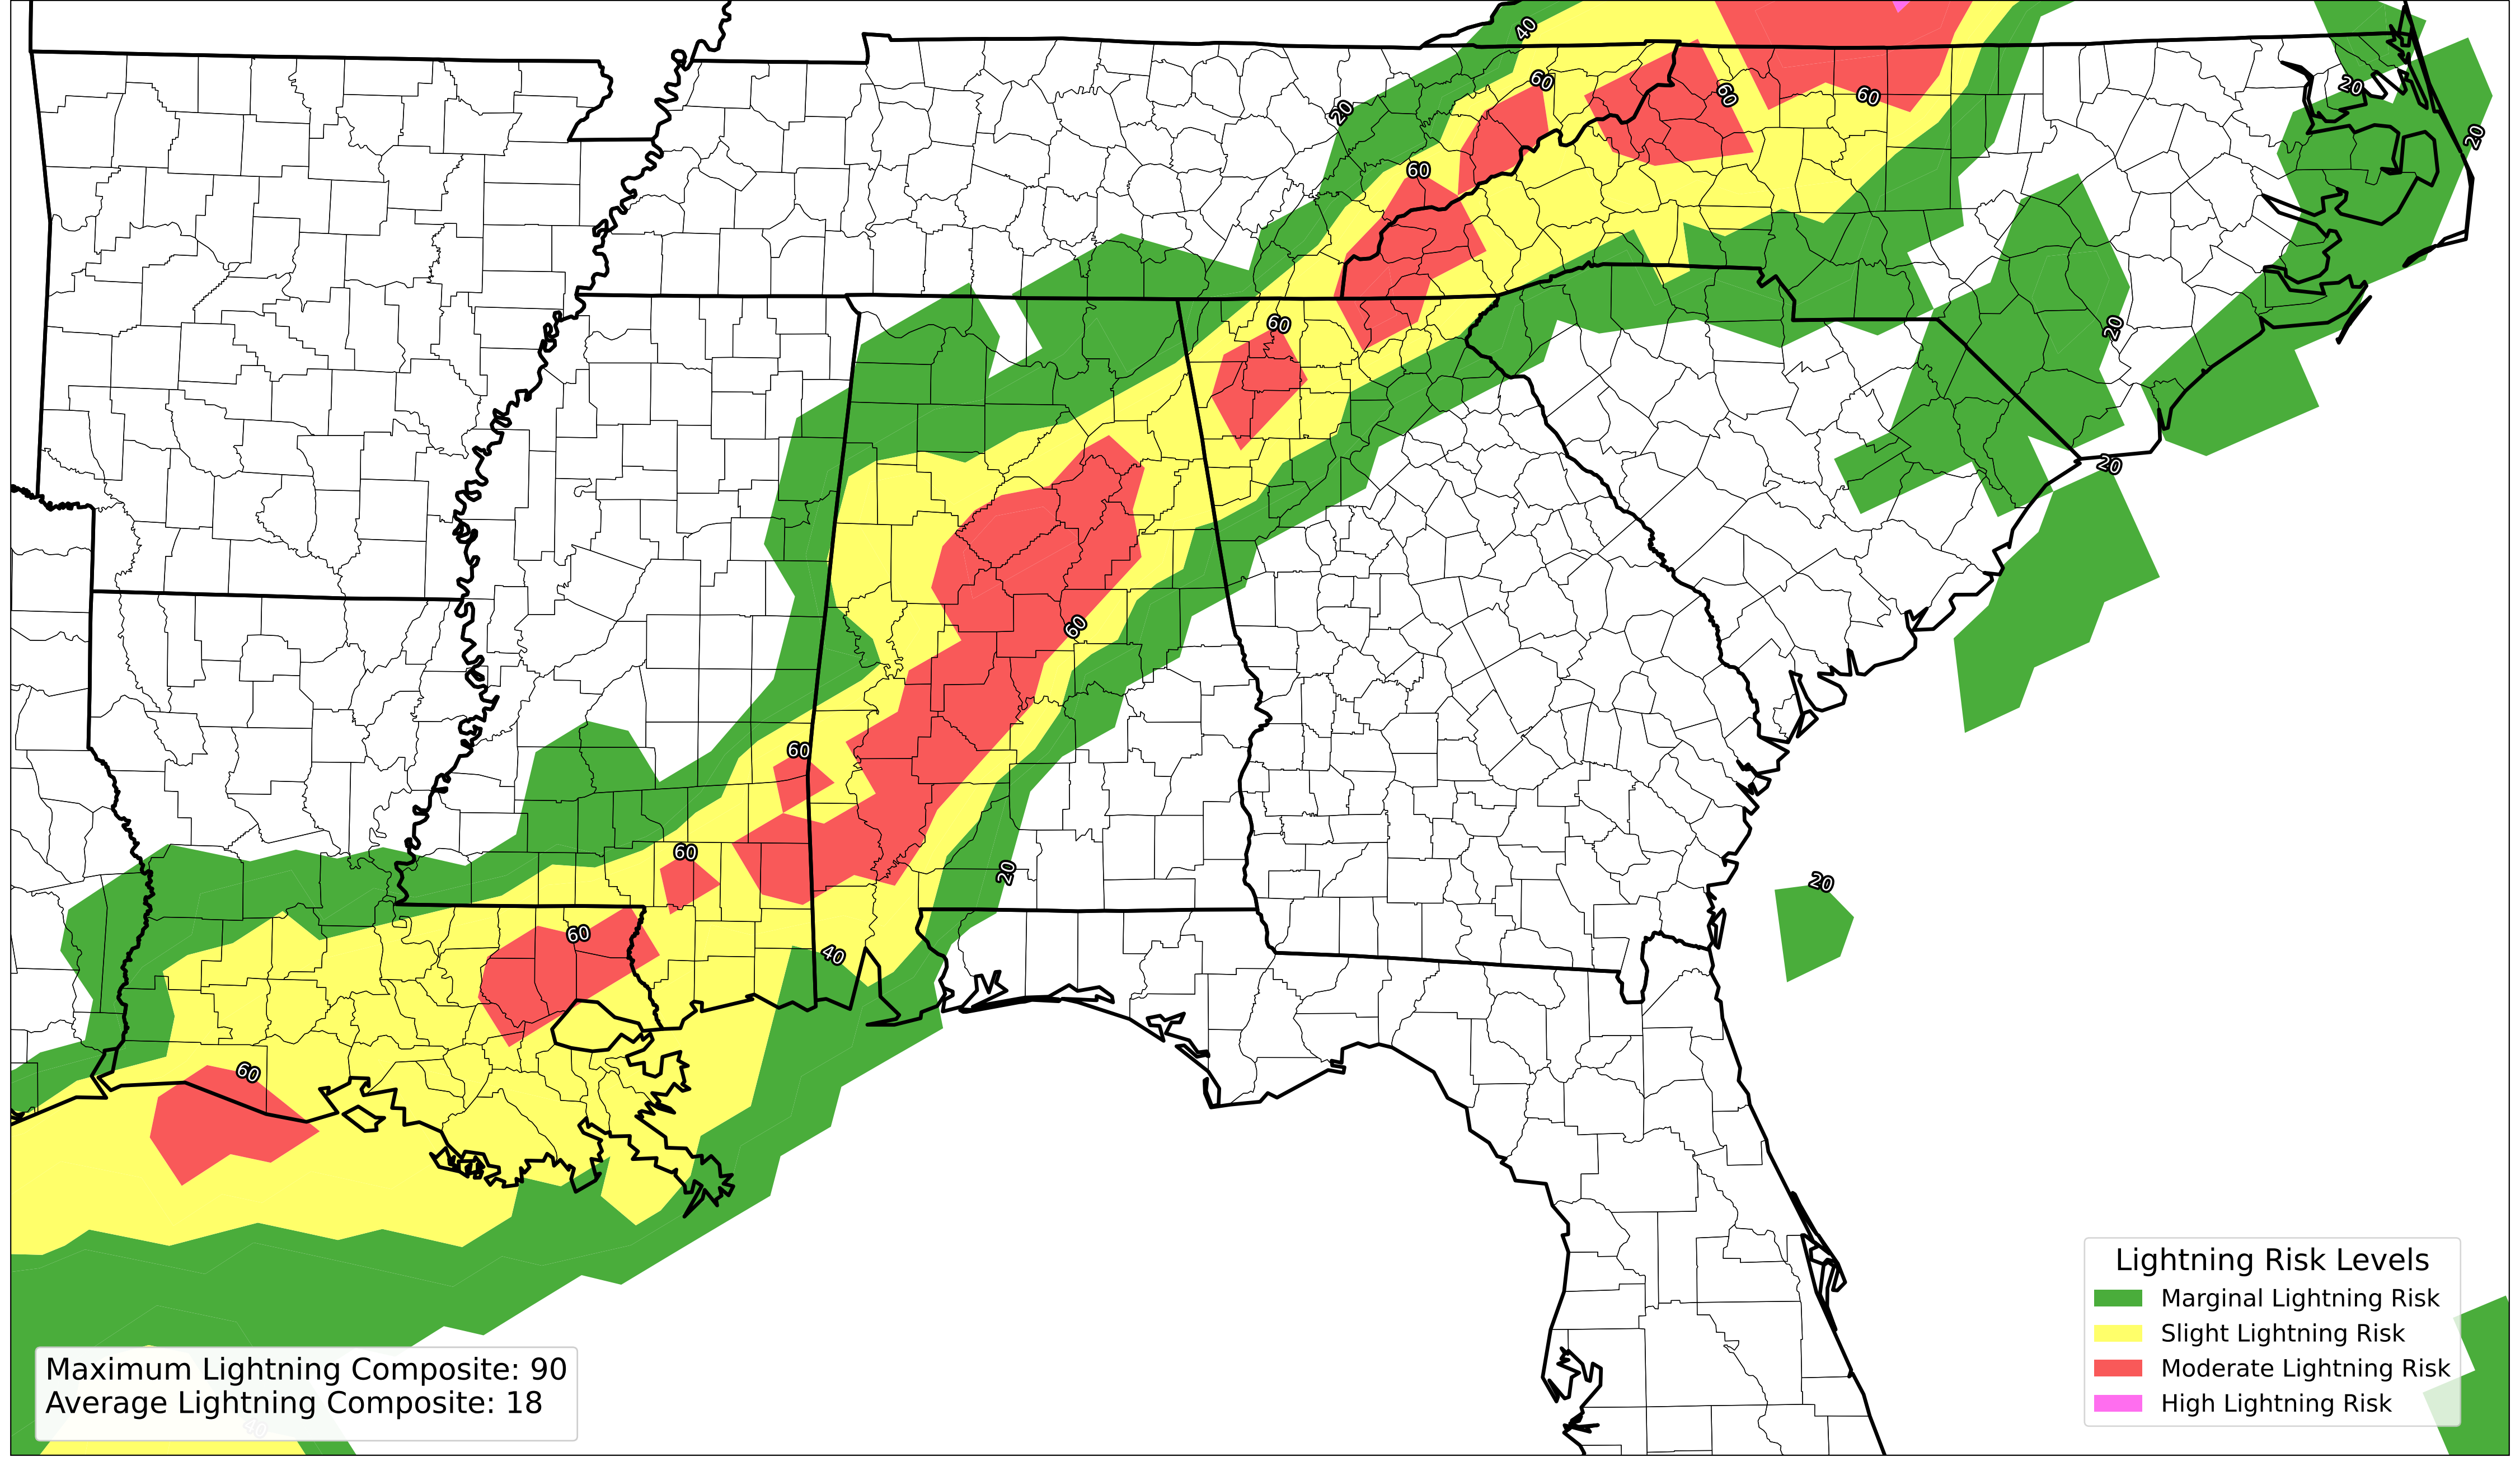 40
60
60
60
20
20
20
60
60
20
20
60
60
60
40
20
20
60
60
Lightning Risk Levels
Marginal Lightning Risk
Slight Lightning Risk
Moderate Lightning Risk
High Lightning Risk
Maximum Lightning Composite: 90
Average Lightning Composite: 18
40